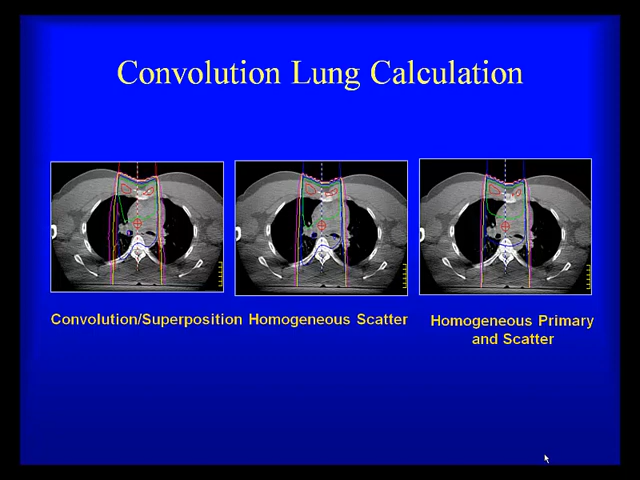 Convolution Lung Calculation
Convolution/Superposition
Homogeneous Scatter
Homogeneous Primary
and Scatter